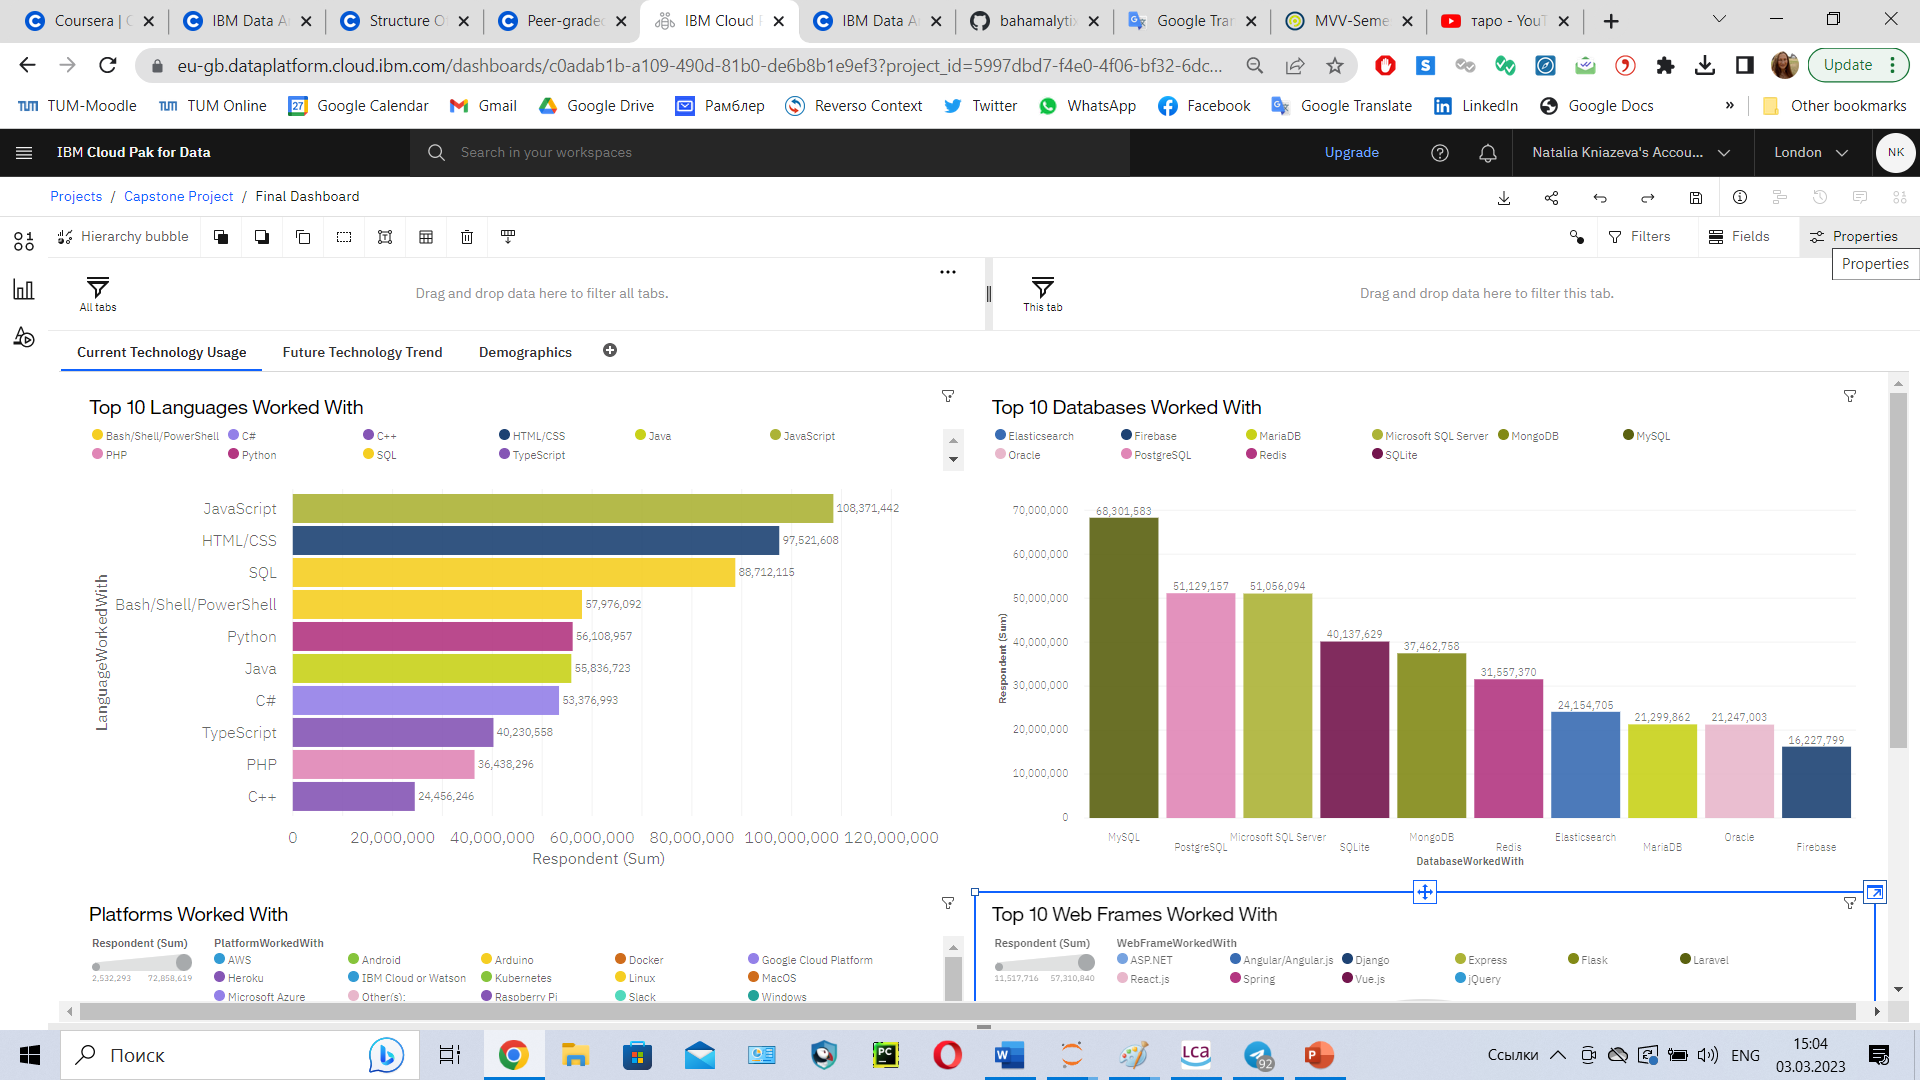 Coursera | C
IBM Data A
Structure O
Peer-graded
IBM Cloud P
IBM Data A
bahamalytix
Google Tran
MVV-Seme
таро - YouT
eu-gb.dataplatform.cloud.ibm.com/dashboards/c0adab1b-a109-490d-81b0-de6b8b1e9ef3?project_id=5997dbd7-f4e0-4f06-bf32-6dc...
Update
TUM-Moodle
TUM Online
Google Calendar
Gmail
Google Drive
Рамблер
Reverso Context
Twitter
WhatsApp
Facebook
Google Translate
LinkedIn
Google Docs
»
Other bookmarks
IBM Cloud Pak for Data
Search in your workspaces
Upgrade
Natalia Kniazeva's Accou...
London
NK
Projects / Capstone Project / Final Dashboard
Hierarchy bubble
Filters
Fields
Properties
Properties
All tabs
Drag and drop data here to filter all tabs.
This tab
Drag and drop data here to filter this tab.
Current Technology Usage
Future Technology Trend
Demographics
Top 10 Languages Worked With
Bash/Shell/PowerShell C# C++ HTML/CSS Java JavaScript
PHP Python SQL TypeScript
LanguageWorkedWith
JavaScript 108,371,442
HTML/CSS 97,521,608
SQL 88,712,115
Bash/Shell/PowerShell 57,976,092
Python 56,108,957
Java 55,836,723
C# 53,376,993
TypeScript 40,230,558
PHP 36,438,296
C++ 24,456,246
0 20,000,000 40,000,000 60,000,000 80,000,000 100,000,000 120,000,000
Respondent (Sum)
Top 10 Databases Worked With
Elasticsearch Firebase MariaDB Microsoft SQL Server MongoDB MySQL
Oracle PostgreSQL Redis SQLite
Respondent (Sum)
70,000,000
60,000,000
50,000,000
40,000,000
30,000,000
20,000,000
10,000,000
0
68,301,583
51,129,157
51,056,094
40,137,629
37,462,758
31,557,370
24,154,705
21,299,862
21,247,003
16,227,799
MySQL Microsoft SQL Server MongoDB Elasticsearch Oracle
PostgreSQL SQLite Redis MariaDB Firebase
DatabaseWorkedWith
Platforms Worked With
Respondent (Sum)
2,532,293 72,858,619
PlatformWorkedWith
AWS Android Arduino Docker Google Cloud Platform
Heroku IBM Cloud or Watson Kubernetes Linux MacOS
Microsoft Azure Other(s): Raspberry Pi Slack Windows
Top 10 Web Frames Worked With
Respondent (Sum)
11,517,716 57,310,840
WebFrameWorkedWith
ASP.NET Angular/Angular.js Django Express Flask Laravel
React.js Spring Vue.js jQuery
Поиск
PC
LCA
92
Ссылки
ENG
15:04
03.03.2023